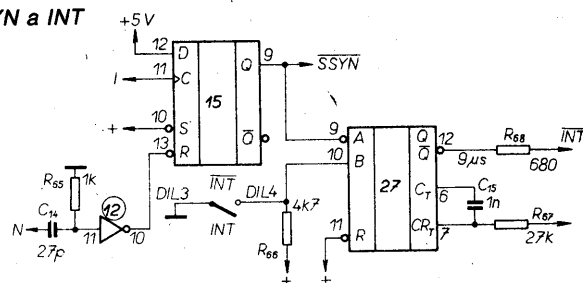 YN a INT
+5V
12 D
Q 9
SSYN
I
11 C
15
+
10 S
13 R
Q
R65 1k
12
C14
N
11
10
27p
DIL3
INT
DIL4
INT
4k7
R66
+
9 A
10 B
27
11 R
+
Q
12
Q
9µs
R68
680
INT
CT
6
C15
1n
CRT
7
R67
27k
+